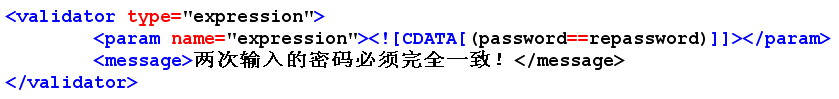 <validator type="expression">
<param name="expression"><![CDATA[(password==repassword)]]></param>
<message>两次输入的密码必须完全一致！</message>
</validator>